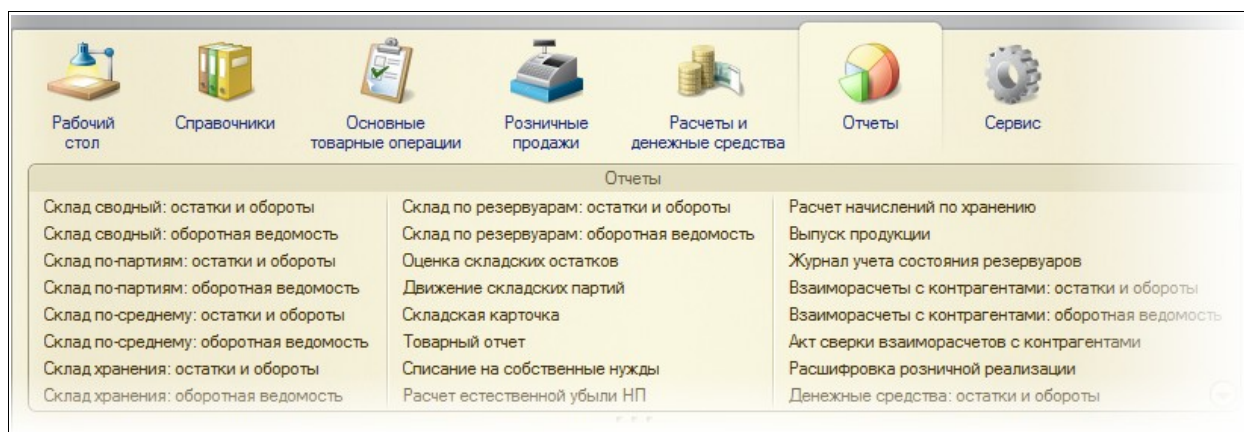 Рабочий
стол
Справочники
Основные
товарные операции
Розничные
продажи
Расчеты и
денежные средства
Отчеты
Сервис
Отчеты
Склад сводный: остатки и обороты
Склад сводный: оборотная ведомость
Склад по-партиям: остатки и обороты
Склад по-партиям: оборотная ведомость
Склад по-среднему: остатки и обороты
Склад по-среднему: оборотная ведомость
Склад хранения: остатки и обороты
Склад хранения: оборотная ведомость
Склад по резервуарам: остатки и обороты
Склад по резервуарам: оборотная ведомость
Оценка складских остатков
Движение складских партий
Складская карточка
Товарный отчет
Списание на собственные нужды
Расчет естественной убыли НП
Расчет начислений по хранению
Выпуск продукции
Журнал учета состояния резервуаров
Взаиморасчеты с контрагентами: остатки и обороты
Взаиморасчеты с контрагентами: оборотная ведомость
Акт сверки взаиморасчетов с контрагентами
Расшифровка розничной реализации
Денежные средства: остатки и обороты